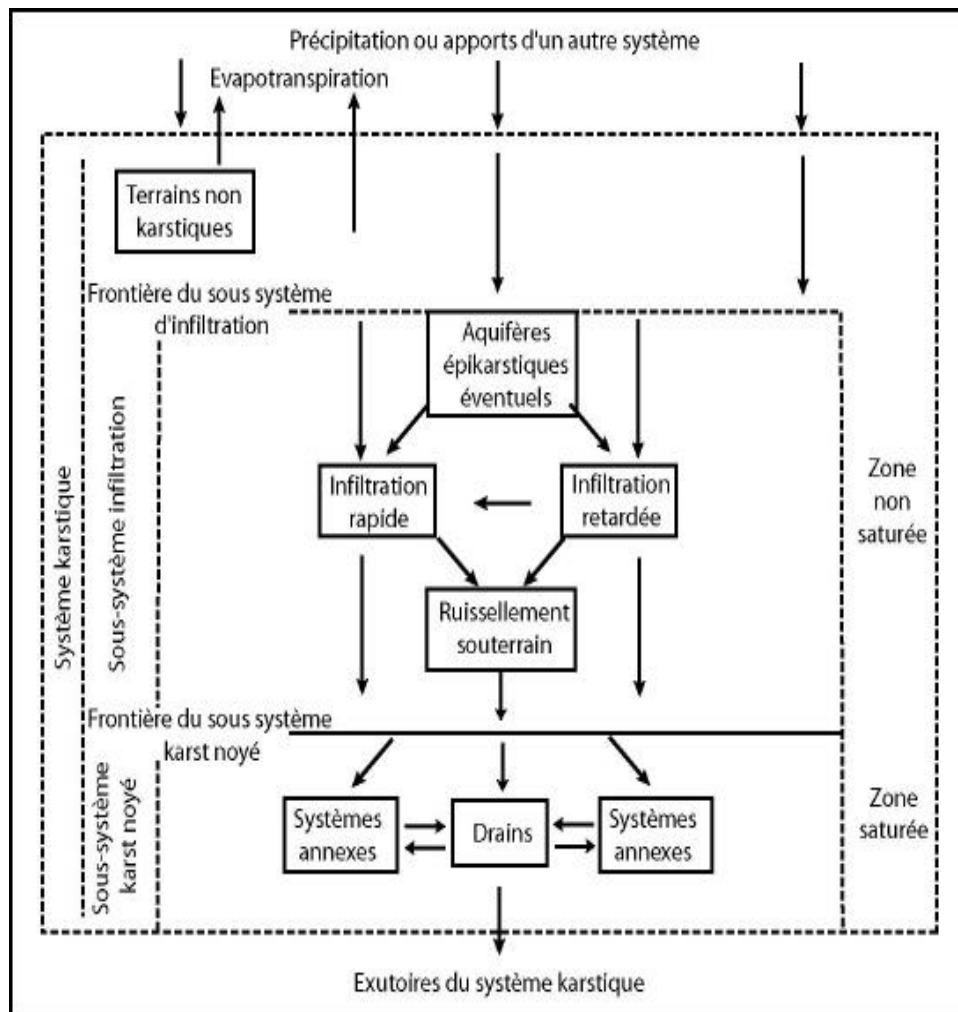 Précipitation ou apports d'un autre système
Evapotranspiration
Terrains non
karstiques
Frontière du sous système
d'infiltration
Aquifères
épikarstiques
éventuels
Infiltration
rapide
Infiltration
retardée
Ruissellement
souterrain
Zone
non
saturée
Système karstique
Sous-système infiltration
Frontière du sous système
karst noyé
Sous-système
karst noyé
Systèmes
annexes
Drains
Systèmes
annexes
Zone
saturée
Exutoires du système karstique